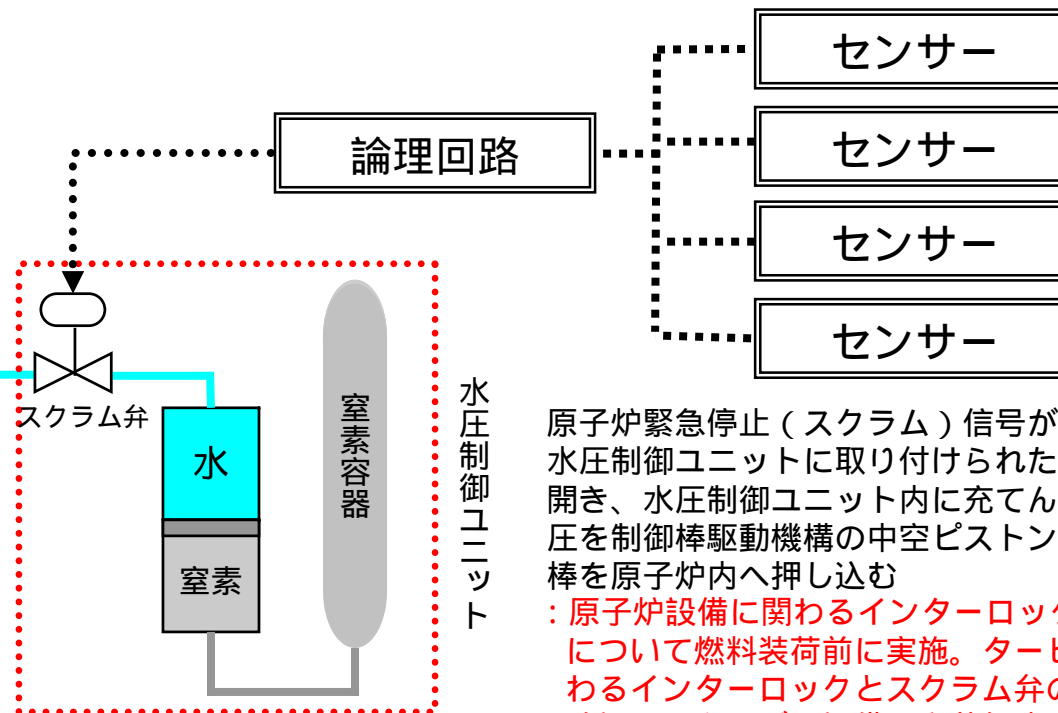 センサー
センサー
論理回路
センサー
センサー
スクラム弁
水
窒素
窒素容器
水圧制御ユニット
原子炉緊急停止（スクラム）信号が
水圧制御ユニットに取り付けられた
開き、水圧制御ユニット内に充てん
圧を制御棒駆動機構の中空ピストン
棒を原子炉内へ押し込む
：原子炉設備に関わるインターロック
について燃料装荷前に実施。タービ
わるインターロックとスクラム弁の